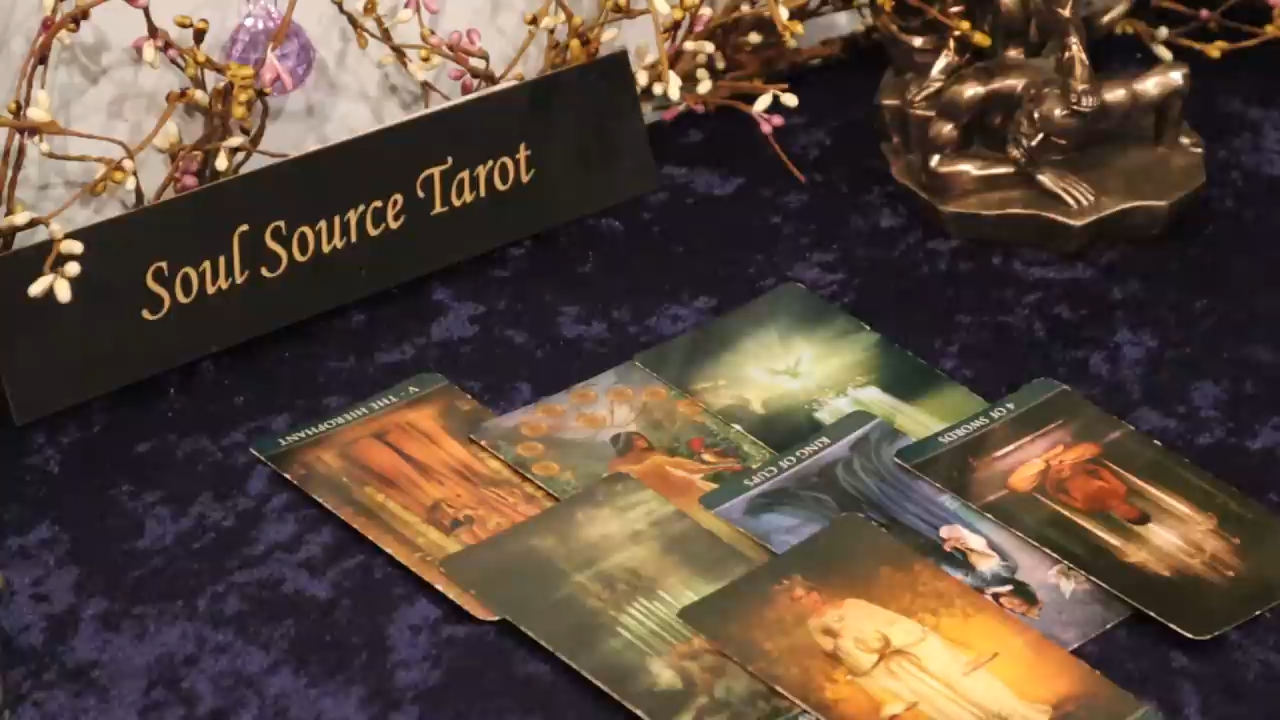 Soul Source Tarot
V - THE HIEROPHANT
KING OF CUPS
4 OF SWORDS